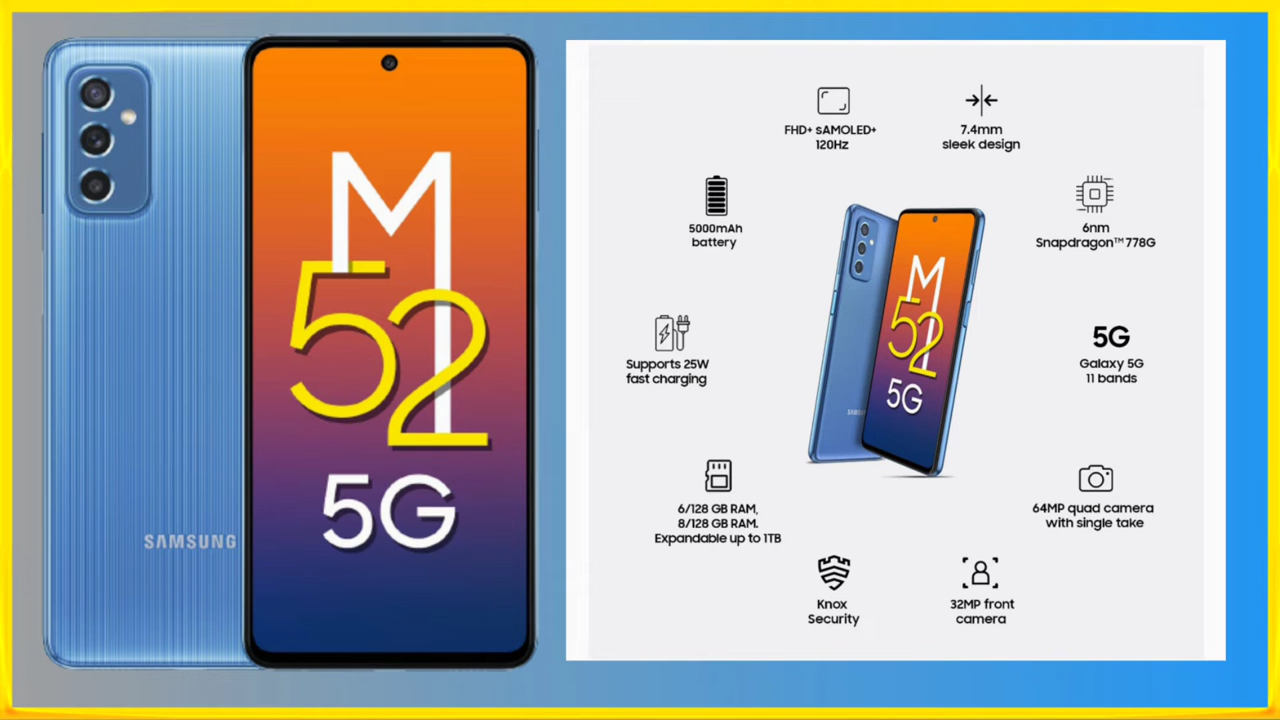 SAMSUNG
M
52
5G
FHD+ sAMOLED+
120Hz
7.4mm
sleek design
5000mAh
battery
6nm
Snapdragon™ 778G
Supports 25W
fast charging
M
52
5G
SAMS
5G
Galaxy 5G
11 bands
6/128 GB RAM,
8/128 GB RAM.
Expandable up to 1TB
64MP quad camera
with single take
Knox
Security
32MP front
camera